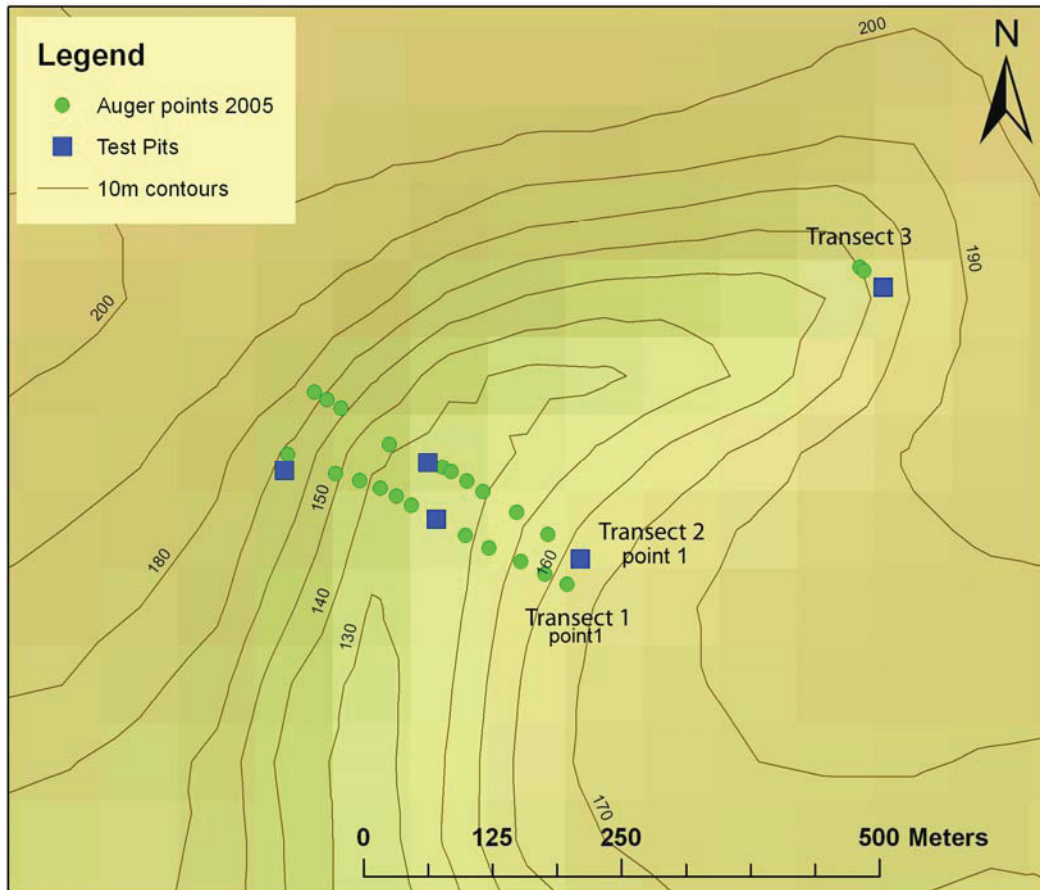 Legend
Auger points 2005
Test Pits
10m contours
200
N
Transect 3
190
200
150
180
160
Transect 2
point 1
140
Transect 1
point1
130
170
0 125 250 500 Meters